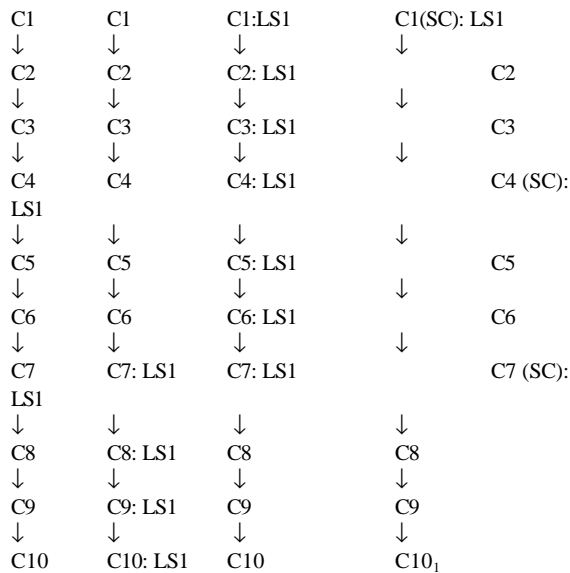 C1 C1 C1:LS1 C1(SC): LS1
↓ ↓ ↓ ↓
C2 C2 C2: LS1 C2
↓ ↓ ↓ ↓
C3 C3 C3: LS1 C3
↓ ↓ ↓ ↓
C4 C4 C4: LS1 C4 (SC):
LS1
↓ ↓ ↓ ↓
C5 C5 C5: LS1 C5
↓ ↓ ↓ ↓
C6 C6 C6: LS1 C6
↓ ↓ ↓ ↓
C7 C7: LS1 C7: LS1 C7 (SC):
LS1
↓ ↓ ↓ ↓
C8 C8: LS1 C8 C8
↓ ↓ ↓ ↓
C9 C9: LS1 C9 C9
↓ ↓ ↓ ↓
C10 C10: LS1 C10 C10₁